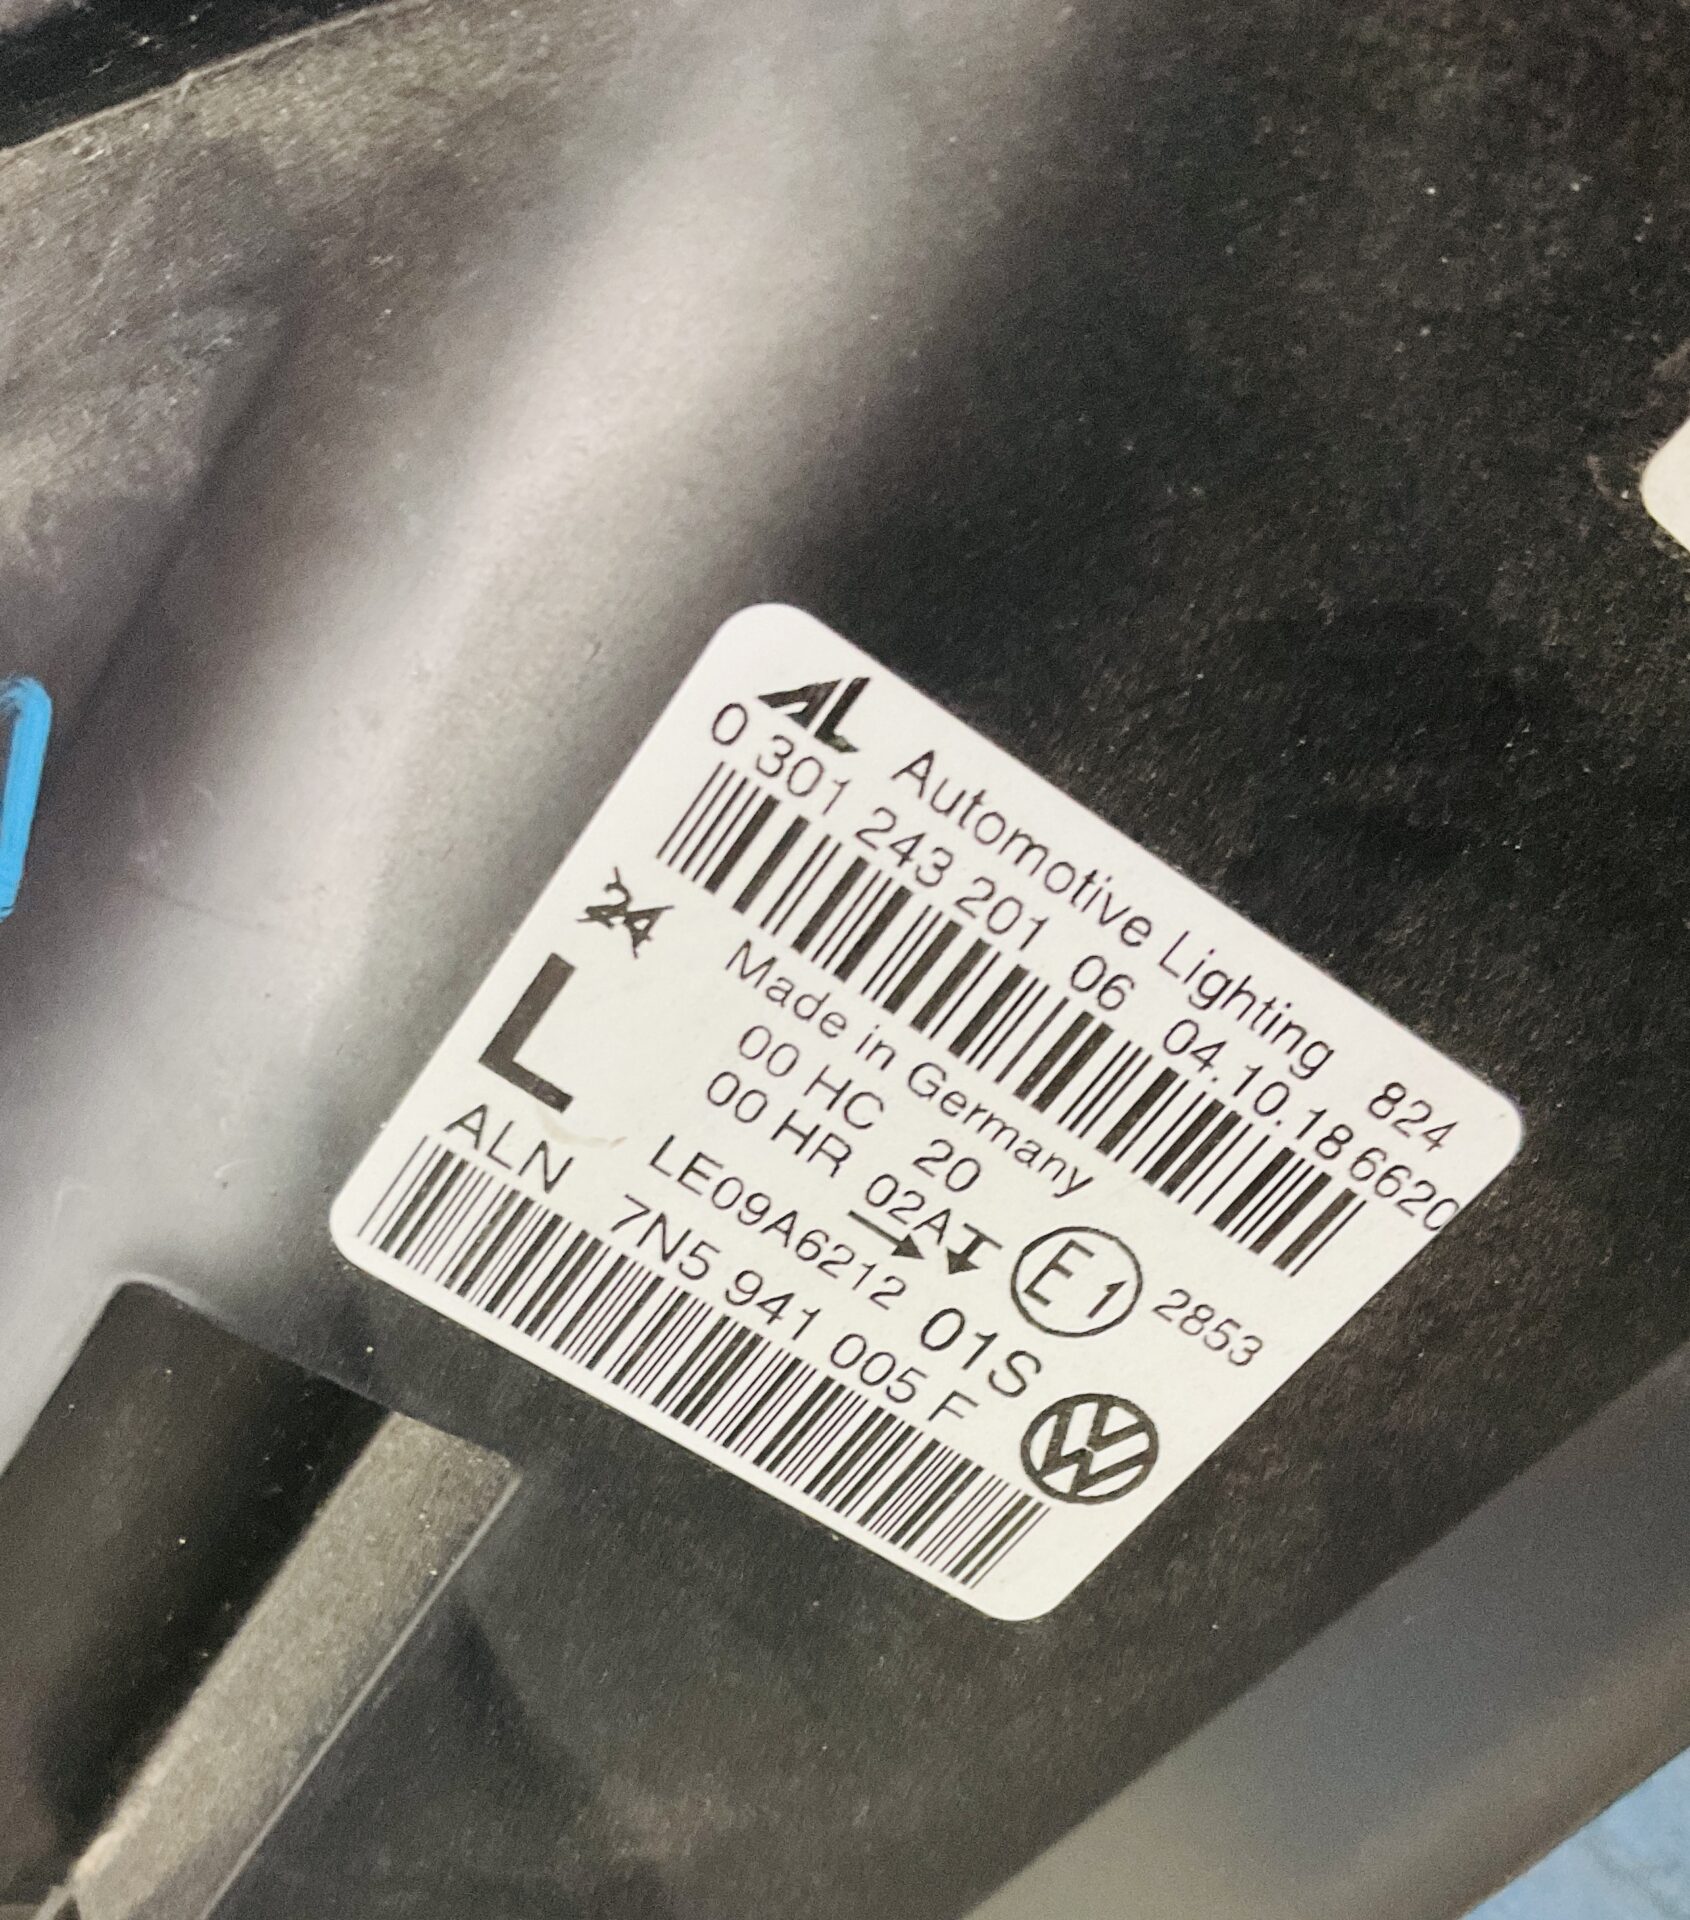 AL Automotive Lighting 824
0 301 243 201 06 04.10.18 6620
24 Made in Germany
L 00 HC 20
00 HR 02A E1 2853
LE09A6212 01S
ALN 7N5 941 005 F VW